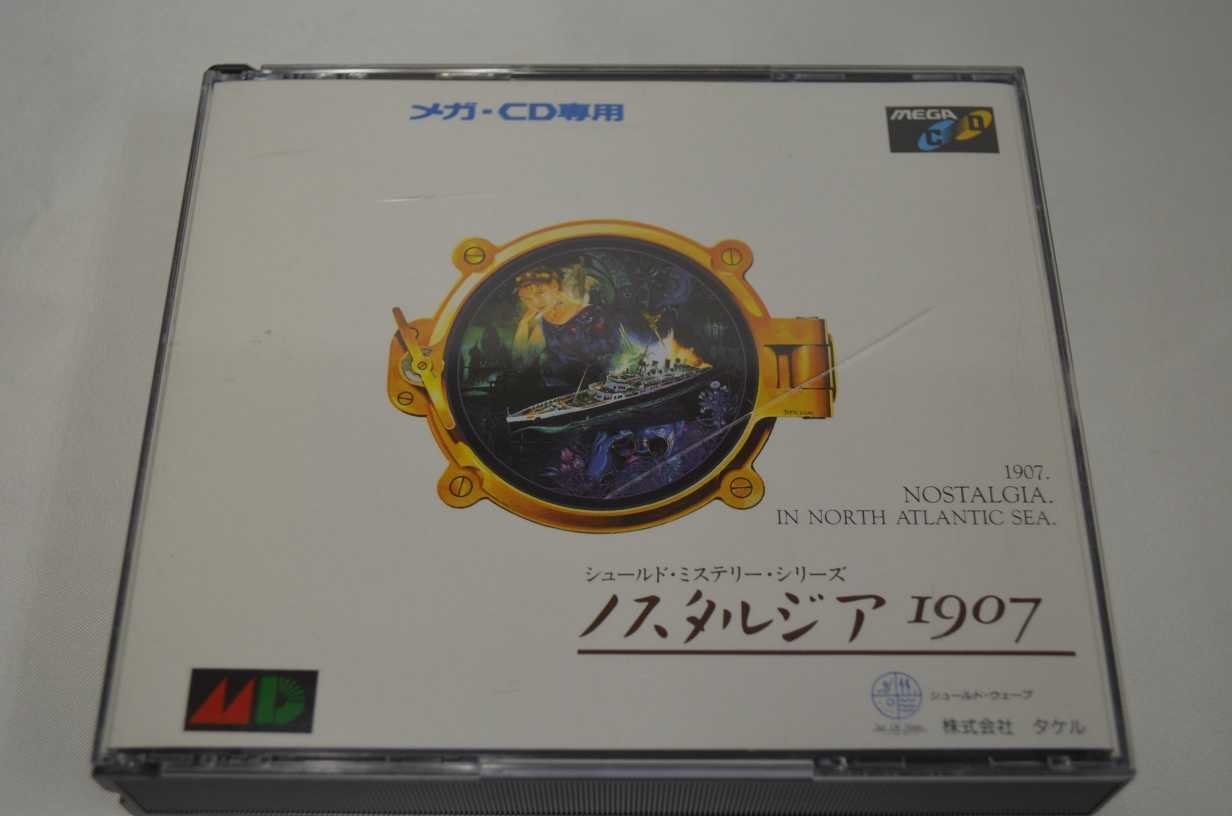 メガ-CD専用
MEGA CD
1907.
NOSTALGIA.
IN NORTH ATLANTIC SEA.
シュールド・ミステリー・シリーズ
ノスタルジア 1907
MD
シュールド・ウェーブ
株式会社 タケル